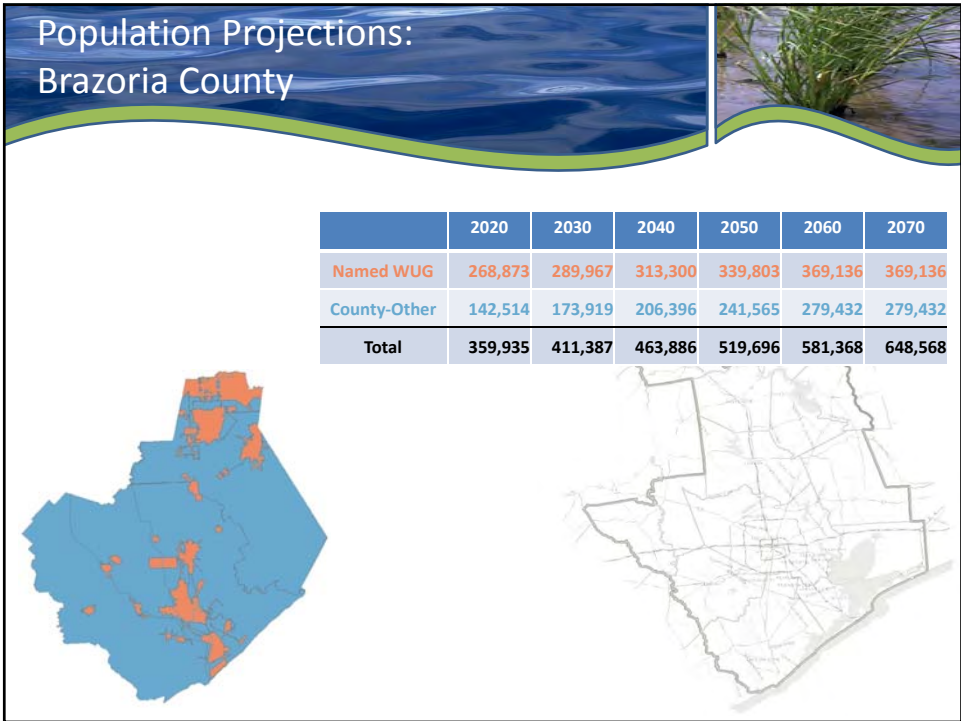 Population Projections:
Brazoria County
2020 2030 2040 2050 2060 2070
Named WUG 268,873 289,967 313,300 339,803 369,136 369,136
County-Other 142,514 173,919 206,396 241,565 279,432 279,432
Total 359,935 411,387 463,886 519,696 581,368 648,568